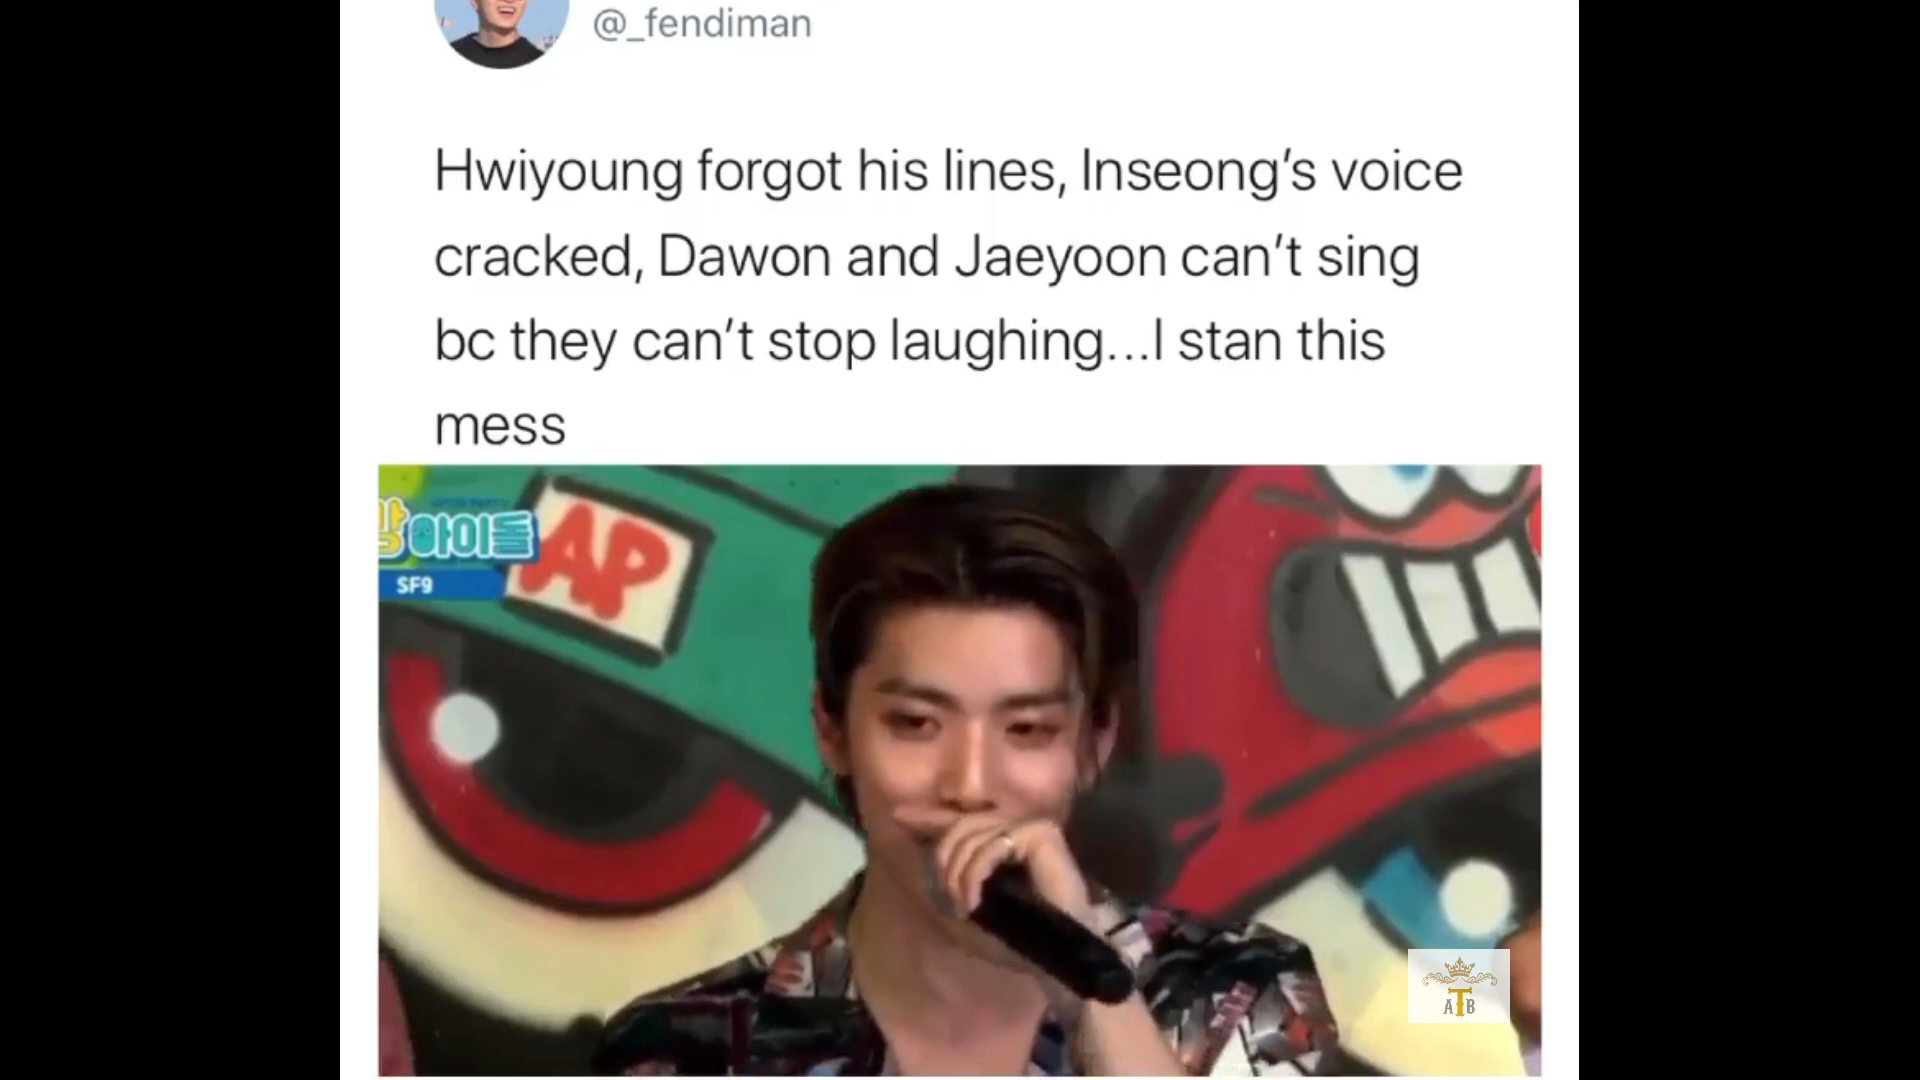 @_fendiman
Hwiyoung forgot his lines, Inseong’s voice
cracked, Dawon and Jaeyoon can’t sing
bc they can’t stop laughing...I stan this
mess
아이돌
AP
SF9
ATB